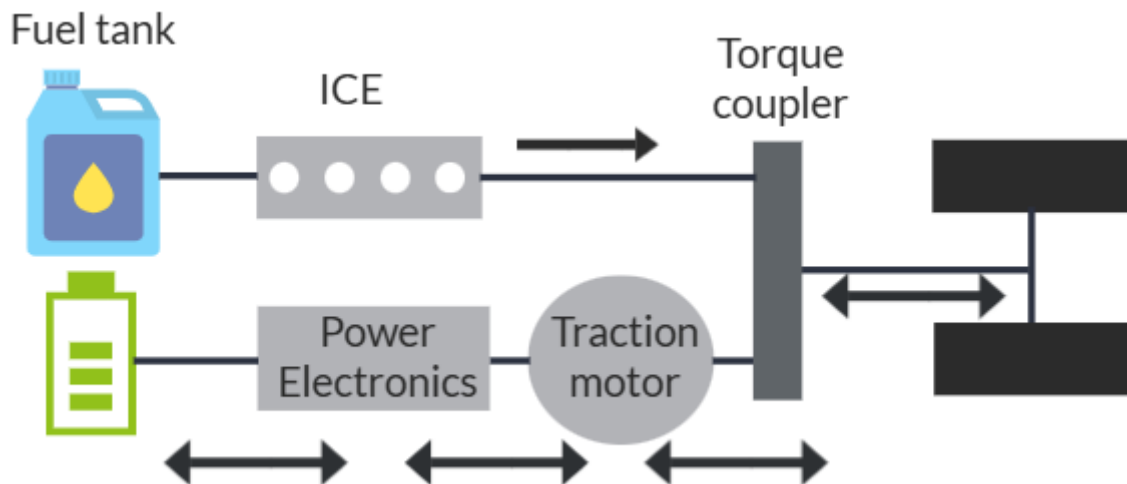 Fuel tank
ICE
Torque
coupler
Power
Electronics
Traction
motor